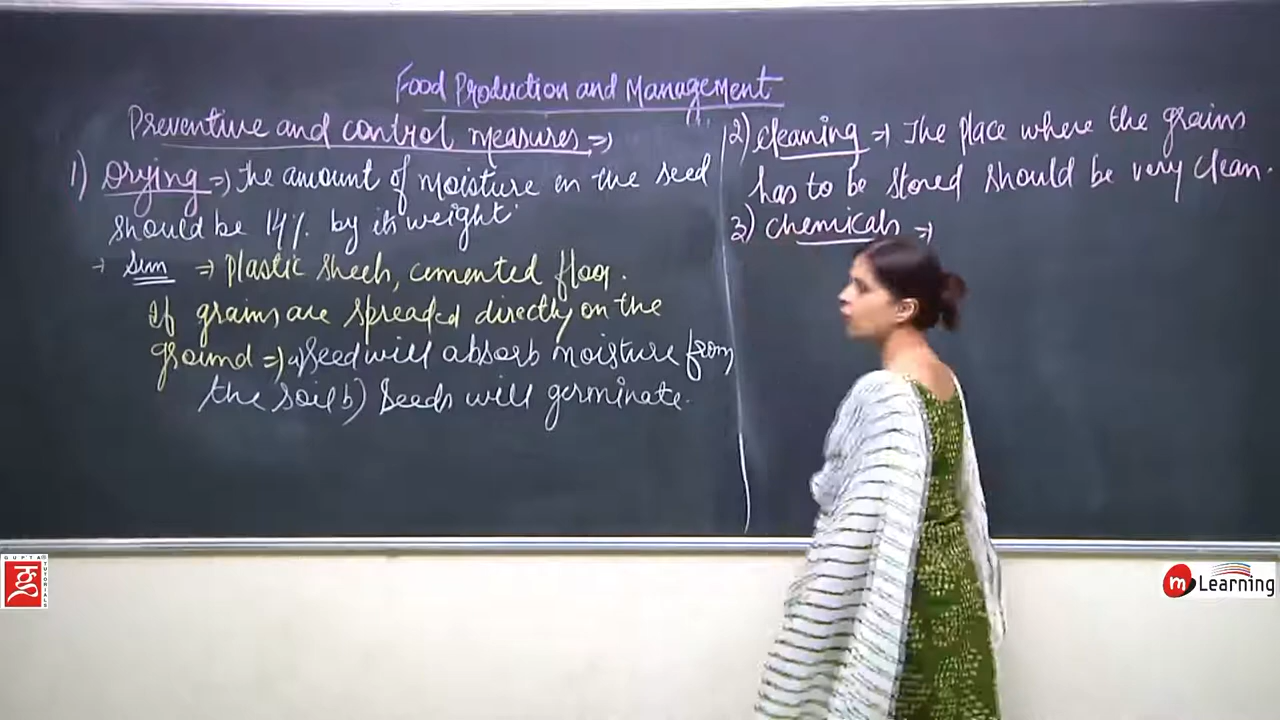 Food Production and Management
Preventive and control measures =>
1) Drying => The amount of moisture in the seed
should be 14% by its weight.
→ Sun => plastic sheets, cemented floor.
If grains are spreaded directly on the
ground => a) Seed will absorb moisture from
the soil b) Seeds will germinate.
2) Cleaning => The place where the grains
has to be stored should be very clean.
3) Chemicals =>
GUPTA TUTORIALS
m Learning